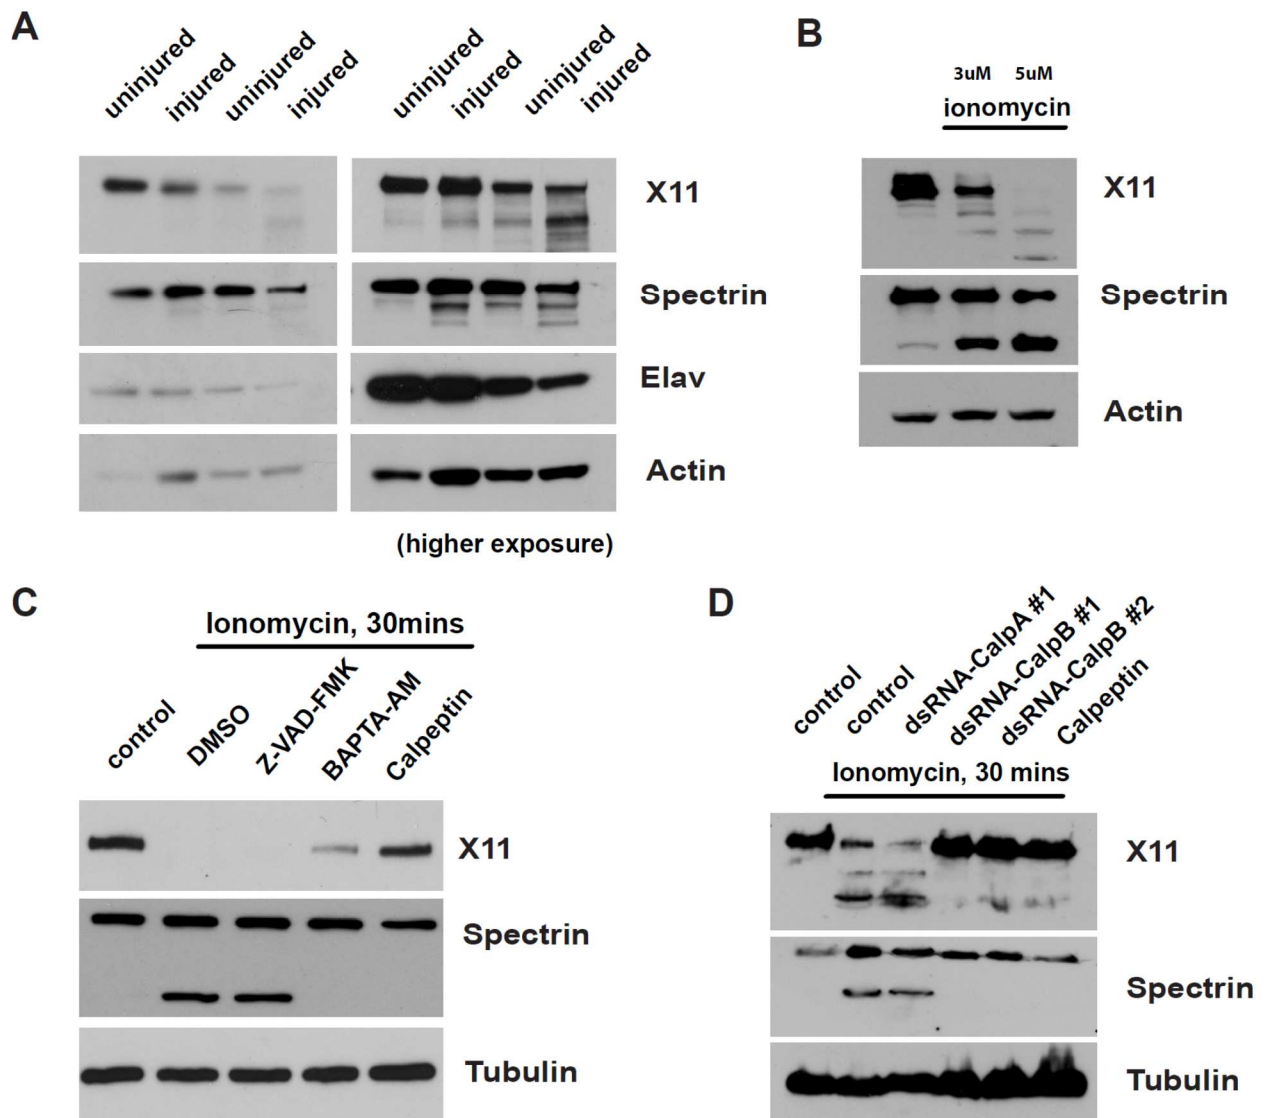 A
uninjured
injured
uninjured
injured
uninjured
injured
uninjured
injured
X11
Spectrin
Elav
Actin
(higher exposure)
B
3uM 5uM
ionomycin
X11
Spectrin
Actin
C
Ionomycin, 30mins
control
DMSO
Z-VAD-FMK
BAPTA-AM
Calpeptin
X11
Spectrin
Tubulin
D
control
control
dsRNA-CalpA #1
dsRNA-CalpB #1
dsRNA-CalpB #2
Calpeptin
Ionomycin, 30 mins
X11
Spectrin
Tubulin